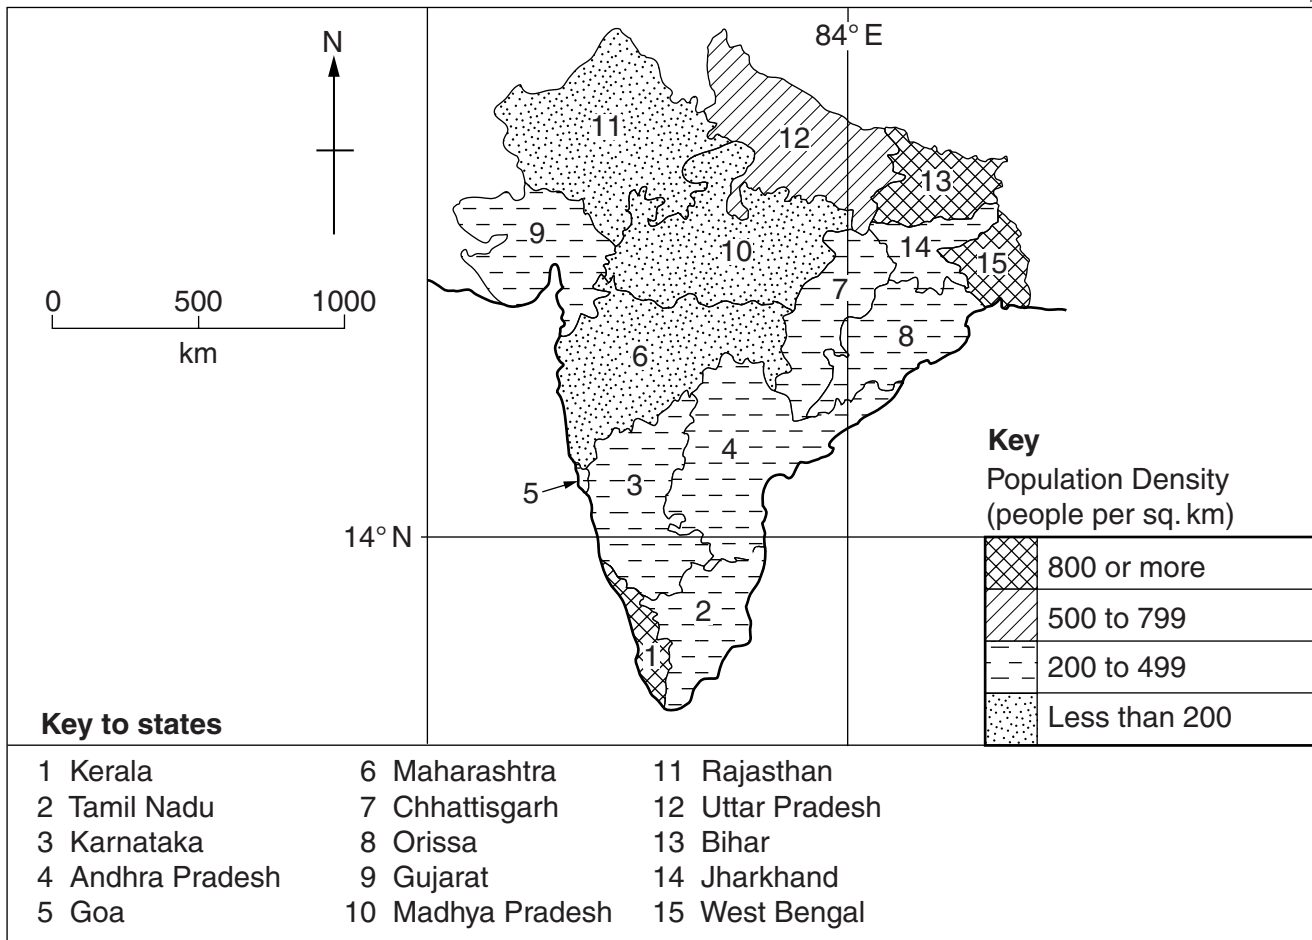 N
84° E
11
12
13
9
10
14
15
7
0 500 1000
km
6
8
4
5
3
14° N
2
1
Key
Population Density
(people per sq. km)
800 or more
500 to 799
200 to 499
Less than 200
Key to states
1 Kerala
2 Tamil Nadu
3 Karnataka
4 Andhra Pradesh
5 Goa
6 Maharashtra
7 Chhattisgarh
8 Orissa
9 Gujarat
10 Madhya Pradesh
11 Rajasthan
12 Uttar Pradesh
13 Bihar
14 Jharkhand
15 West Bengal